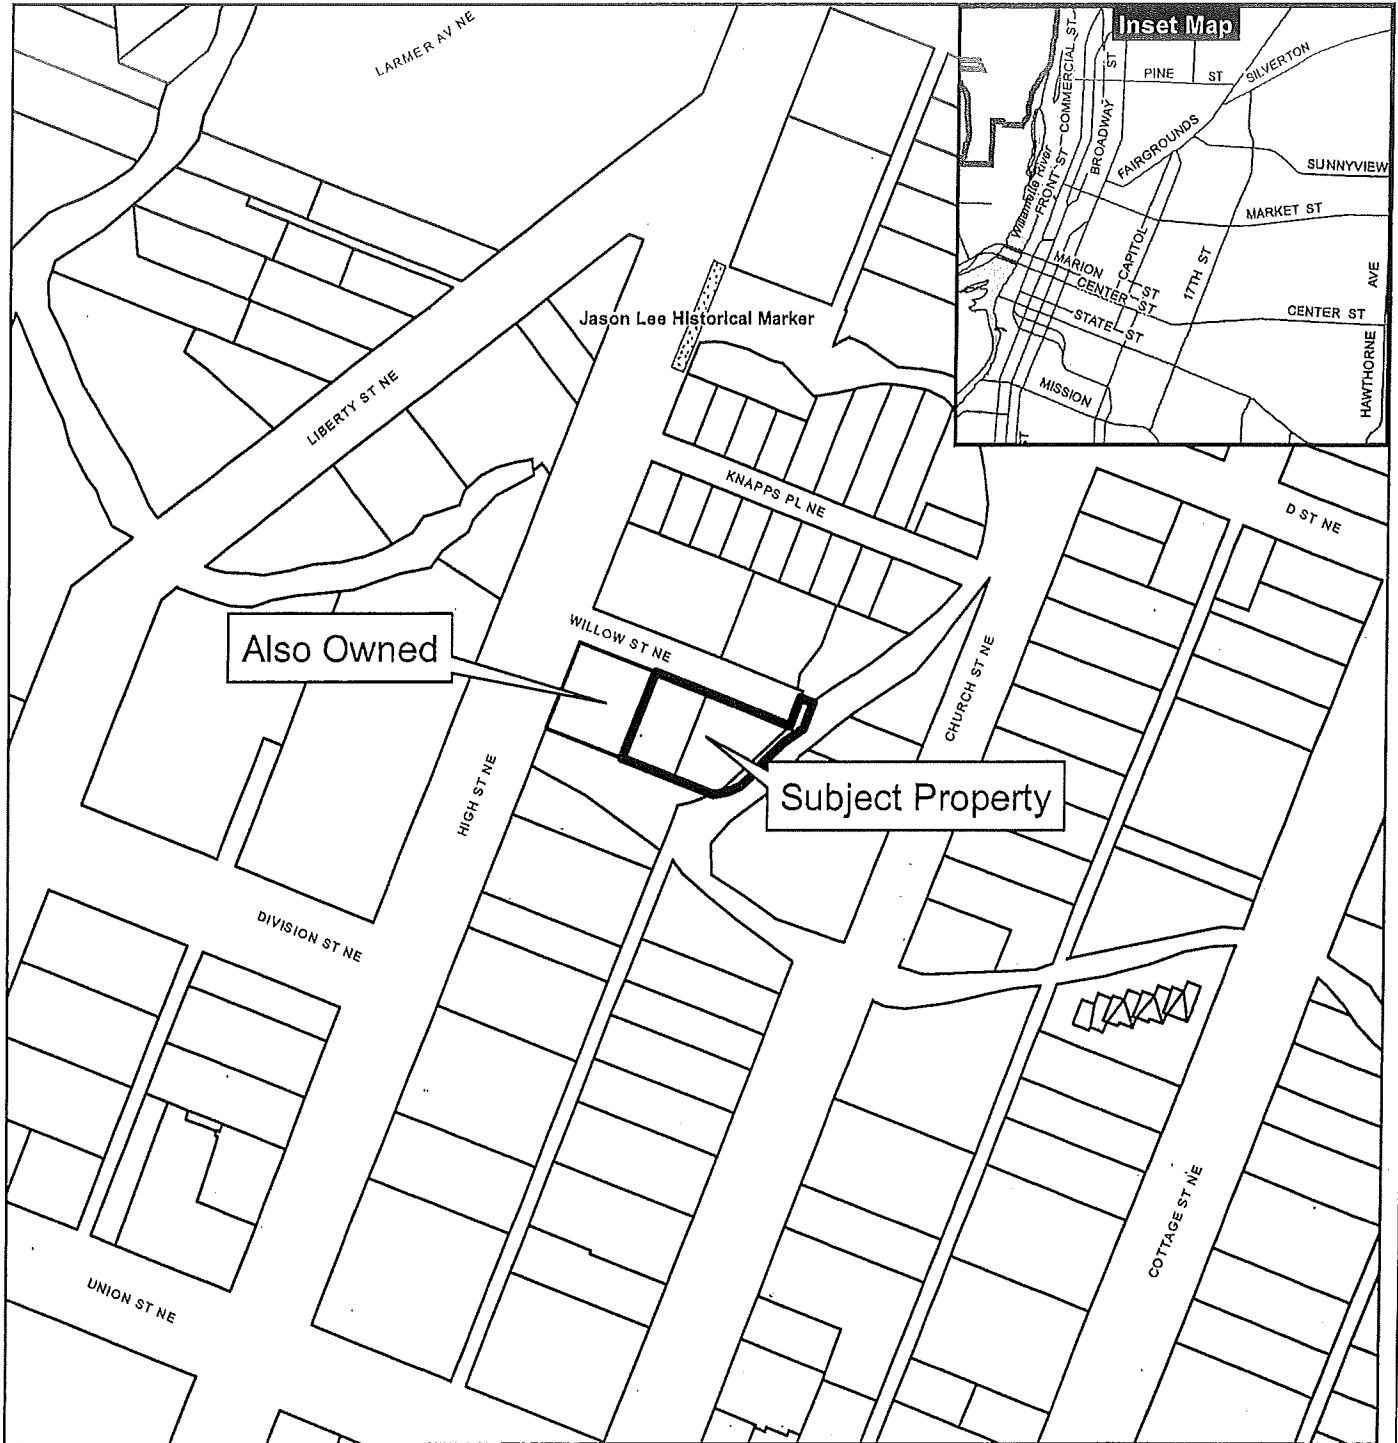 LARMER AV NE
Inset Map
COMMERCIAL ST
ST
PINE ST
SILVERTON
BROADWAY
FAIRGROUNDS
SUNNYVIEW
Willamette River
FRONT ST
MARKET ST
CAPITOL
17TH ST
AVE
MARION ST
CENTER ST
CENTER ST
STATE ST
HAWTHORNE
MISSION
ST
Jason Lee Historical Marker
LIBERTY ST NE
KNAPPS PL NE
D ST NE
WILLOW ST NE
Also Owned
CHURCH ST NE
HIGH ST NE
Subject Property
DIVISION ST NE
COTTAGE ST NE
UNION ST NE